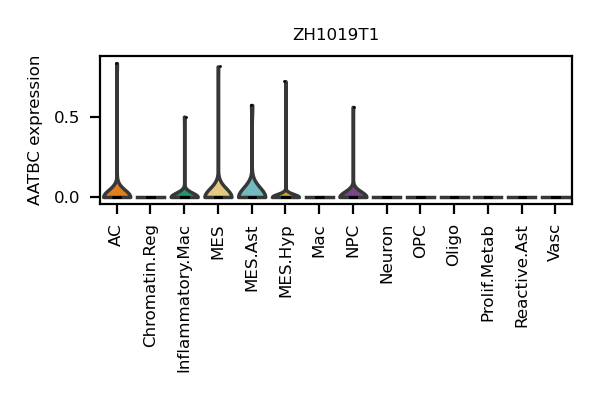 ZH1019T1
AATBC expression
0.5
0.0
AC
Chromatin.Reg
Inflammatory.Mac
MES
MES.Ast
MES.Hyp
Mac
NPC
Neuron
OPC
Oligo
Prolif.Metab
Reactive.Ast
Vasc